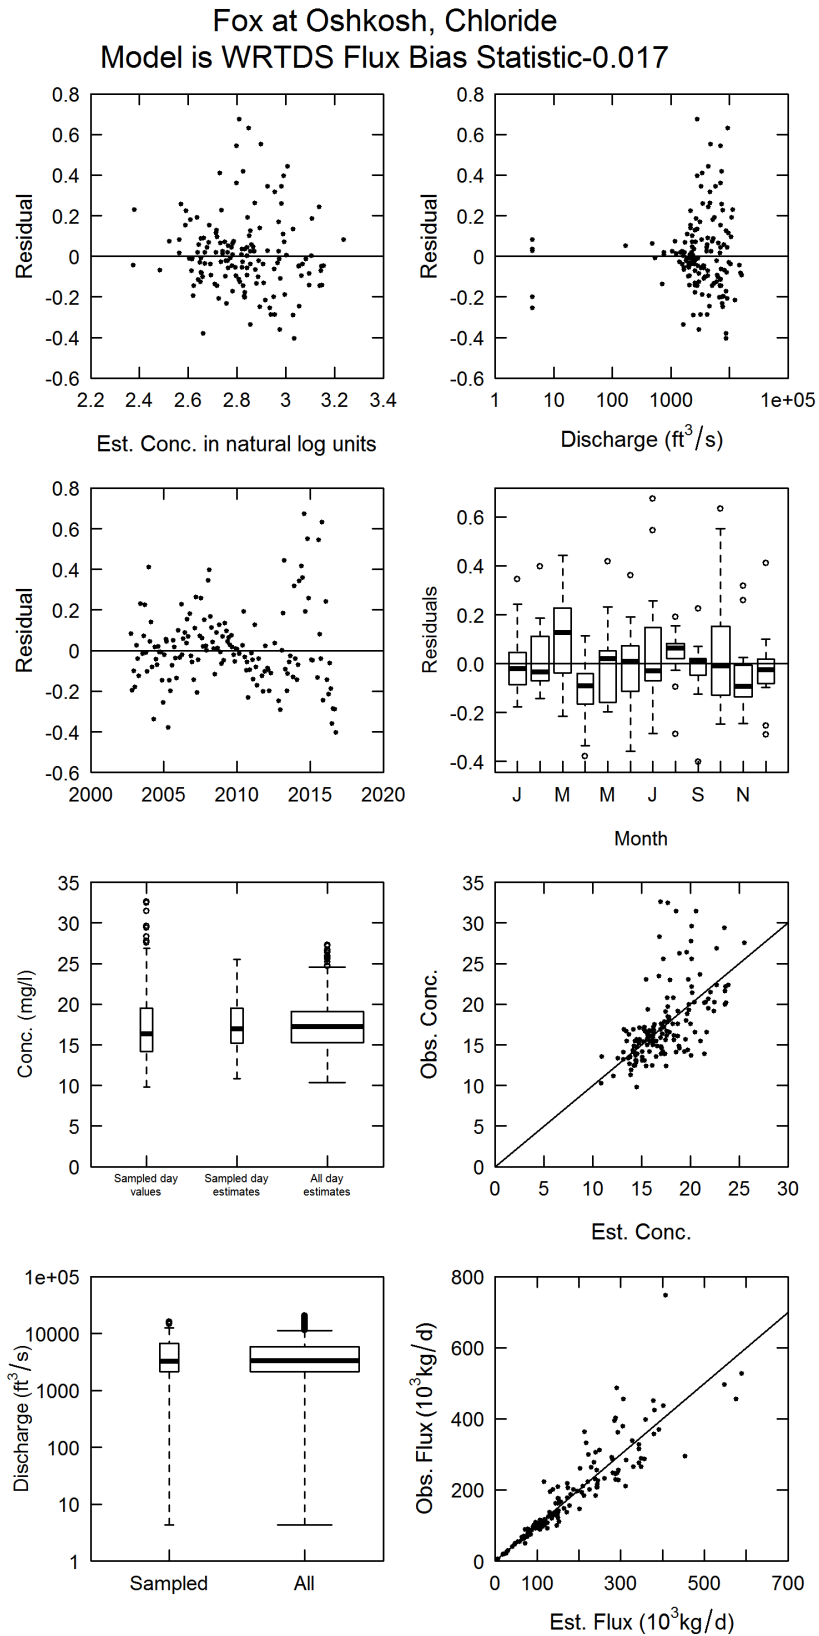 Fox at Oshkosh, Chloride
Model is WRTDS Flux Bias Statistic-0.017
0.8
0.6
0.4
0.2
0
-0.2
-0.4
-0.6
Residual
2.2 2.4 2.6 2.8 3 3.2 3.4
Est. Conc. in natural log units
0.8
0.6
0.4
0.2
0
-0.2
-0.4
-0.6
Residual
1 10 100 1000 1e+05
Discharge (ft³/s)
0.8
0.6
0.4
0.2
0
-0.2
-0.4
-0.6
Residual
2000 2005 2010 2015 2020
0.6
0.4
0.2
0.0
-0.2
-0.4
Residuals
J M M J S N
Month
35
30
25
20
15
10
5
0
Conc. (mg/l)
Sampled day values
Sampled day estimates
All day estimates
35
30
25
20
15
10
5
0
Obs. Conc.
0 5 10 15 20 25 30
Est. Conc.
1e+05
10000
1000
100
10
1
Discharge (ft³/s)
Sampled All
800
600
400
200
0
Obs. Flux (10³kg/d)
0 100 200 300 400 500 700
Est. Flux (10³kg/d)